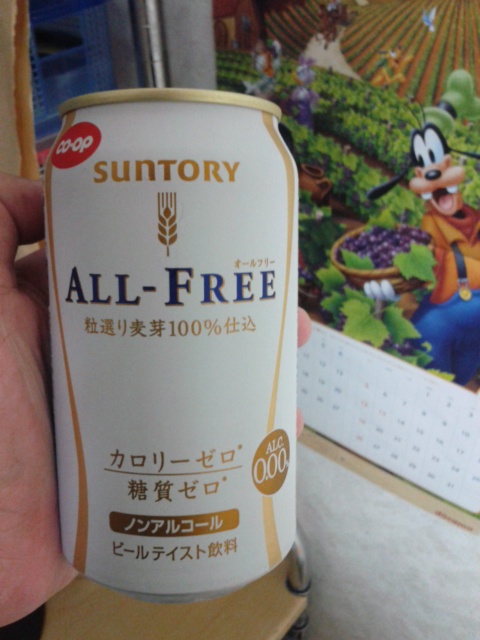 CO-OP
SUNTORY
オールフリー
ALL-FREE
粒選り麦芽100%仕込
カロリーゼロ*
糖質ゼロ*
ALC.
0.00%
ノンアルコール
ビールテイスト飲料